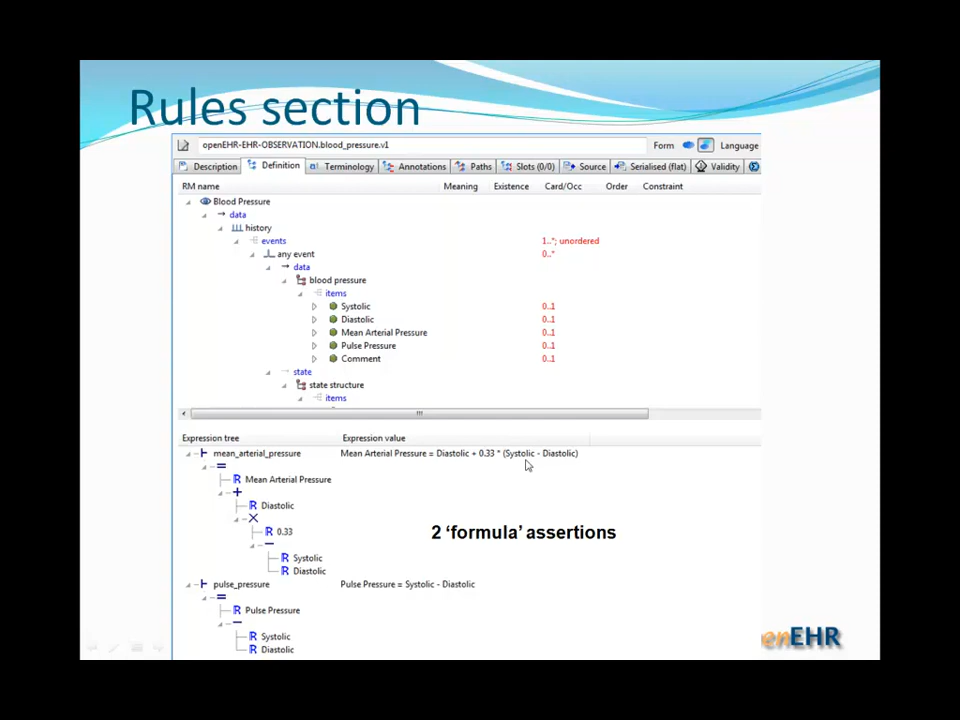 Rules section
openEHR-EHR-OBSERVATION.blood_pressure.v1 Form Language
Description Definition Terminology Annotations Paths Slots (0/0) Source Serialised (flat) Validity
RM name Meaning Existence Card/Occ Order Constraint
Blood Pressure
data
history
events 1..*; unordered
any event 0..*
data
blood pressure
items
Systolic 0..1
Diastolic 0..1
Mean Arterial Pressure 0..1
Pulse Pressure 0..1
Comment 0..1
state
state structure
items
Expression tree Expression value
mean_arterial_pressure Mean Arterial Pressure = Diastolic + 0.33 * (Systolic - Diastolic)
=
R Mean Arterial Pressure
+
R Diastolic
×
R 0.33
−
R Systolic
R Diastolic
2 ‘formula’ assertions
pulse_pressure Pulse Pressure = Systolic - Diastolic
=
R Pulse Pressure
−
R Systolic
R Diastolic
enEHR